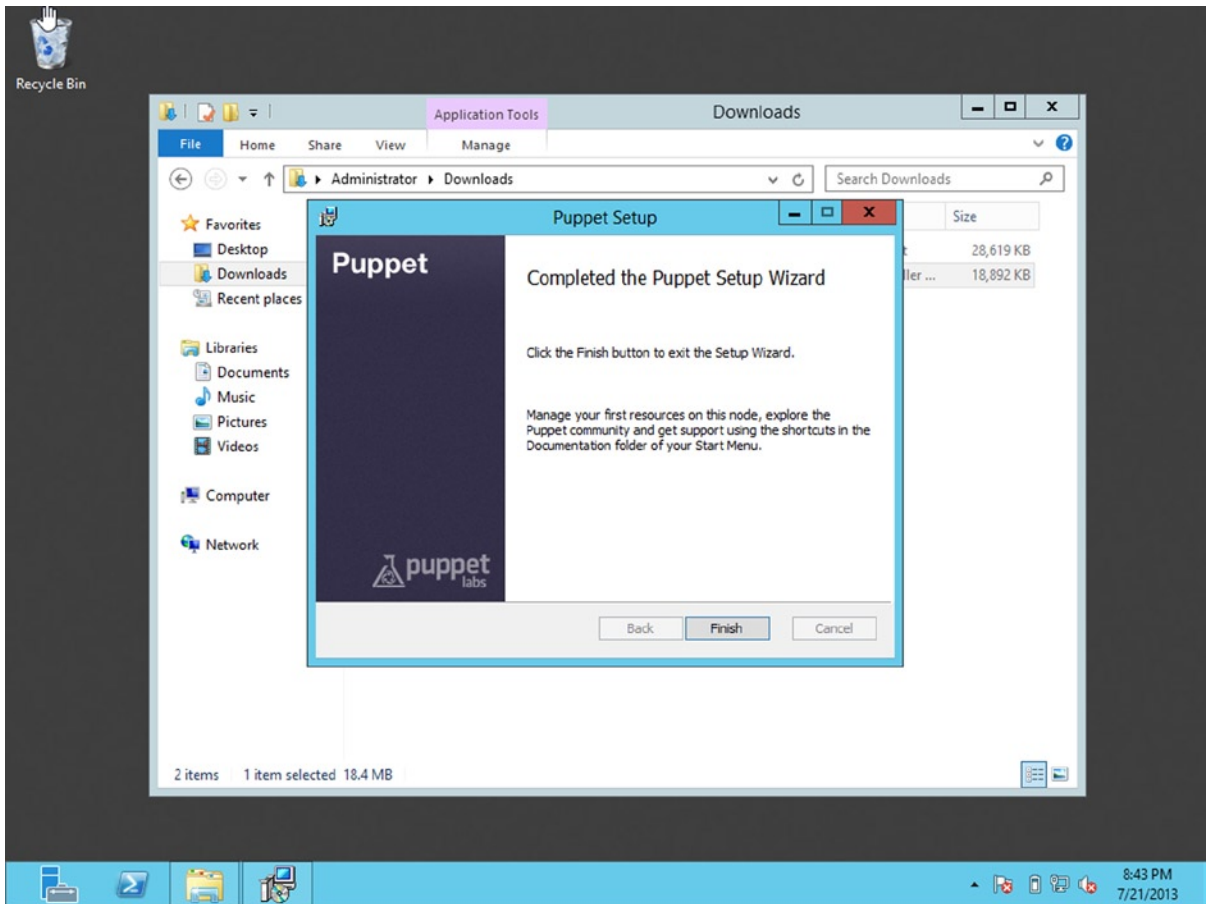 Recycle Bin
Application Tools
Downloads
File
Home
Share
View
Manage
Administrator
Downloads
Search Downloads
Favorites
Desktop
Downloads
Recent places
Libraries
Documents
Music
Pictures
Videos
Computer
Network
Size
28,619 KB
18,892 KB
Puppet Setup
Puppet
Completed the Puppet Setup Wizard
Click the Finish button to exit the Setup Wizard.
Manage your first resources on this node, explore the
Puppet community and get support using the shortcuts in the
Documentation folder of your Start Menu.
puppet
labs
Back
Finish
Cancel
2 items
1 item selected 18.4 MB
8:43 PM
7/21/2013